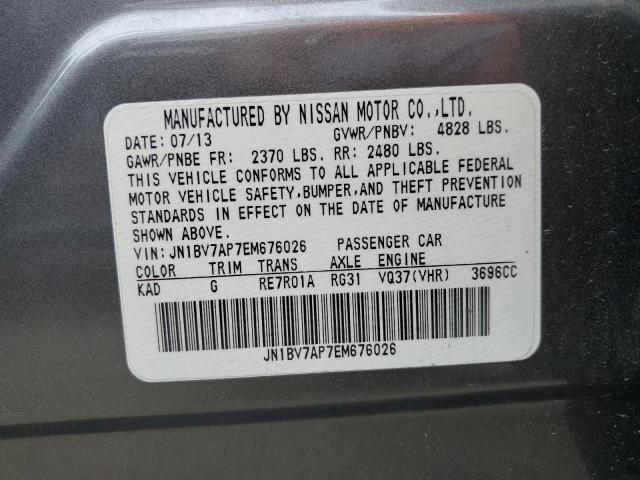 MANUFACTURED BY NISSAN MOTOR CO.,LTD.
DATE: 07/13 GVWR/PNBV: 4828 LBS.
GAWR/PNBE FR: 2370 LBS. RR: 2480 LBS.
THIS VEHICLE CONFORMS TO ALL APPLICABLE FEDERAL
MOTOR VEHICLE SAFETY,BUMPER,AND THEFT PREVENTION
STANDARDS IN EFFECT ON THE DATE OF MANUFACTURE
SHOWN ABOVE.
VIN: JN1BV7AP7EM676026 PASSENGER CAR
COLOR TRIM TRANS AXLE ENGINE
KAD G RE7R01A RG31 VQ37(VHR) 3696CC
JN1BV7AP7EM676026